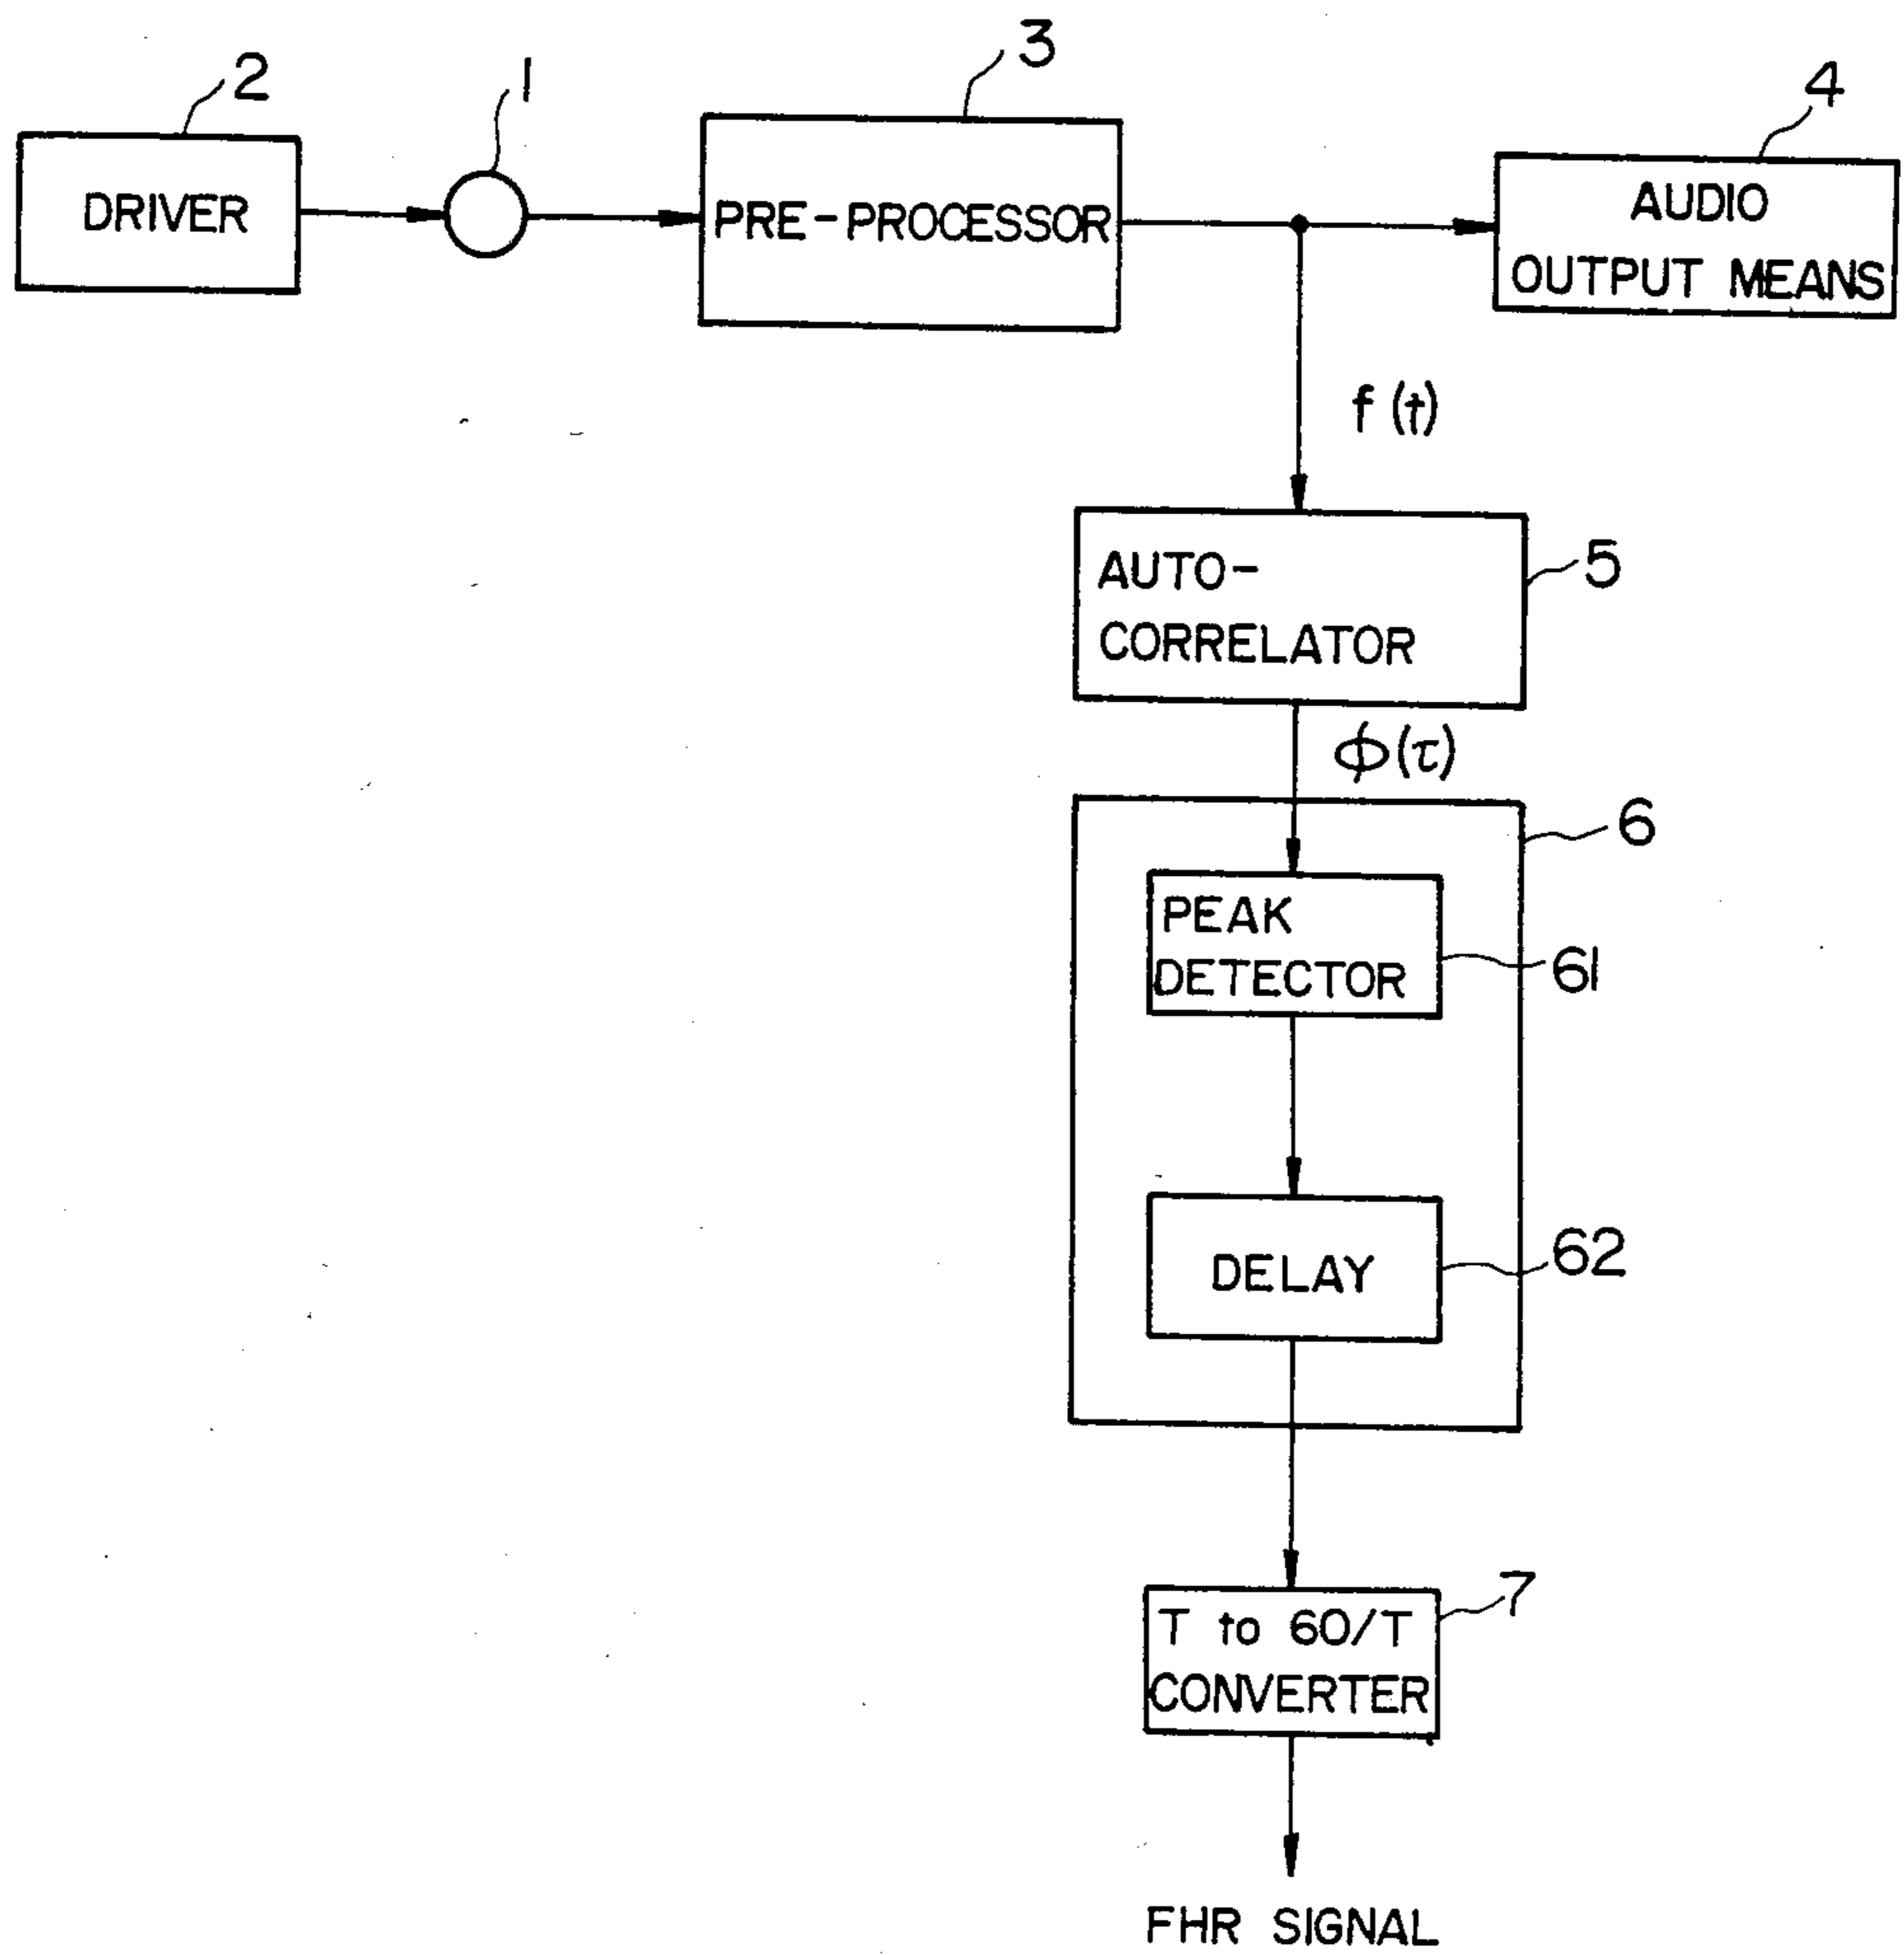 2
1
3
4
DRIVER
PRE-PROCESSOR
AUDIO
OUTPUT MEANS
f(t)
AUTO-
CORRELATOR
5
ϕ(τ)
6
PEAK
DETECTOR
61
DELAY
62
T to 60/T
CONVERTER
7
FHR SIGNAL